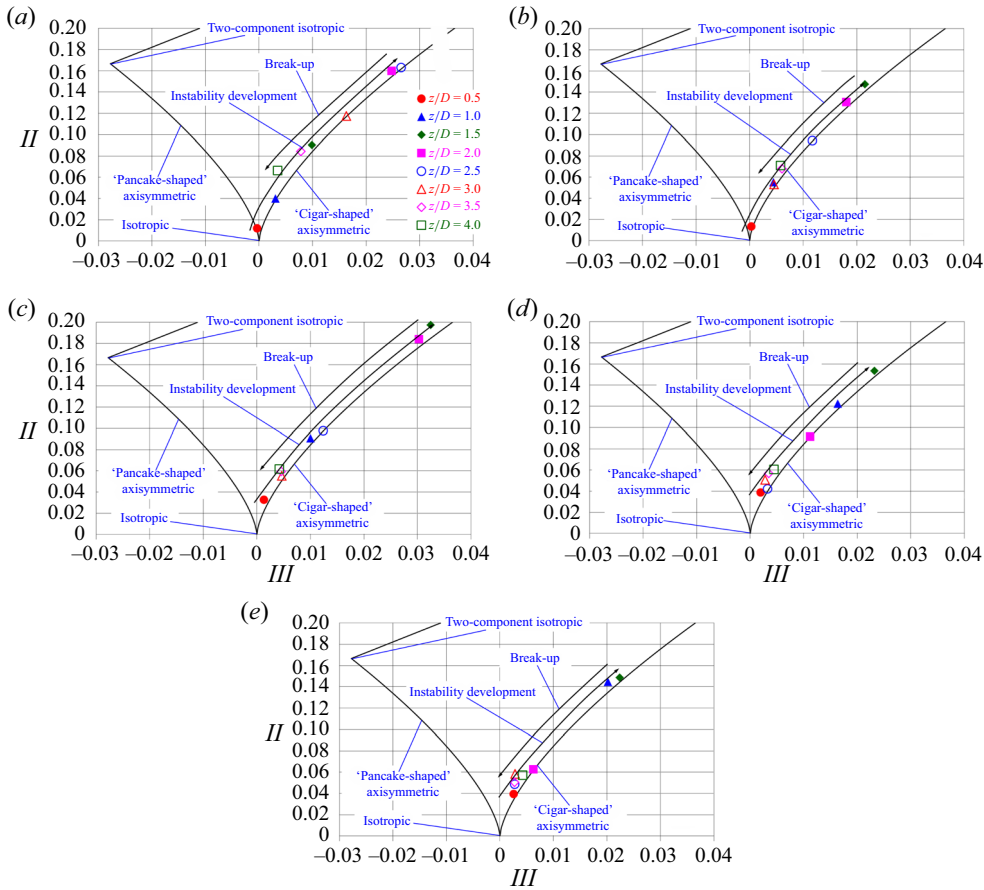 (a)
0.20
0.18
0.16
0.14
0.12
II 0.10
0.08
0.06
0.04
0.02
0
Two-component isotropic
Break-up
Instability development
z/D = 0.5
z/D = 1.0
z/D = 1.5
z/D = 2.0
z/D = 2.5
z/D = 3.0
z/D = 3.5
z/D = 4.0
‘Pancake-shaped’
axisymmetric
‘Cigar-shaped’
axisymmetric
Isotropic
−0.03 −0.02 −0.01 0 0.01 0.02 0.03 0.04
(b)
0.20
0.18
0.16
0.14
0.12
0.10
0.08
0.06
0.04
0.02
0
Two-component isotropic
Break-up
Instability development
‘Pancake-shaped’
axisymmetric
‘Cigar-shaped’
axisymmetric
Isotropic
−0.03 −0.02 −0.01 0 0.01 0.02 0.03 0.04
(c)
0.20
0.18
0.16
0.14
0.12
II 0.10
0.08
0.06
0.04
0.02
0
Two-component isotropic
Break-up
Instability development
‘Pancake-shaped’
axisymmetric
‘Cigar-shaped’
axisymmetric
Isotropic
−0.03 −0.02 −0.01 0 0.01 0.02 0.03 0.04
III
(d)
0.20
0.18
0.16
0.14
0.12
0.10
0.08
0.06
0.04
0.02
0
Two-component isotropic
Break-up
Instability development
‘Pancake-shaped’
axisymmetric
‘Cigar-shaped’
axisymmetric
Isotropic
−0.03 −0.02 −0.01 0 0.01 0.02 0.03 0.04
III
(e)
0.20
0.18
0.16
0.14
0.12
II 0.10
0.08
0.06
0.04
0.02
0
Two-component isotropic
Break-up
Instability development
‘Pancake-shaped’
axisymmetric
‘Cigar-shaped’
axisymmetric
Isotropic
−0.03 −0.02 −0.01 0 0.01 0.02 0.03 0.04
III